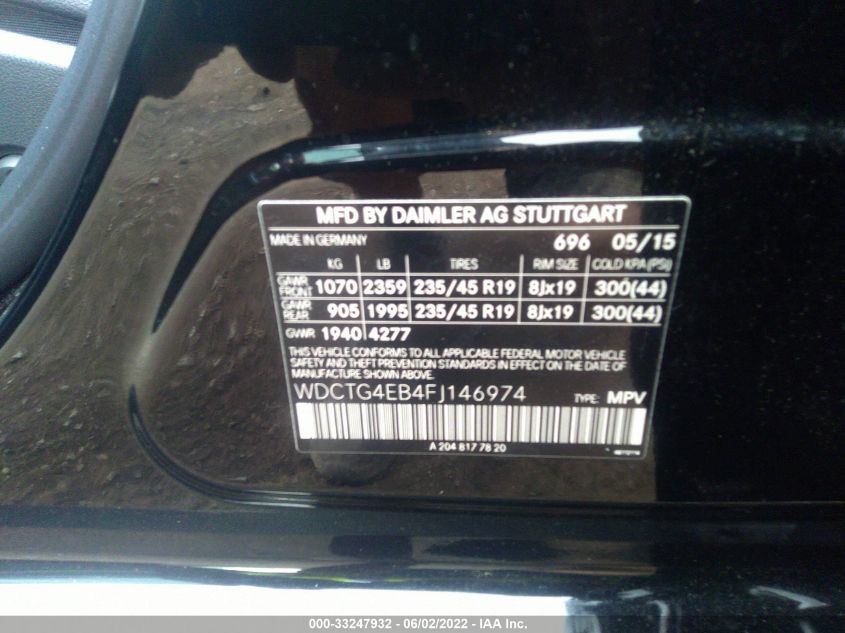 MFD BY DAIMLER AG STUTTGART
MADE IN GERMANY 696 05/15
KG LB TIRES RIM SIZE COLD KPA(PSI)
GAWR FRONT 1070 2359 235/45 R19 8Jx19 300(44)
GAWR REAR 905 1995 235/45 R19 8Jx19 300(44)
GVWR 1940 4277
THIS VEHICLE CONFORMS TO ALL APPLICABLE FEDERAL MOTOR VEHICLE
SAFETY AND THEFT PREVENTION STANDARDS IN EFFECT ON THE DATE
OF MANUFACTURE SHOWN ABOVE.
WDCTG4EB4FJ146974 TYPE: MPV
A 204 817 78 20
000-33247932 - 06/02/2022 - IAA Inc.